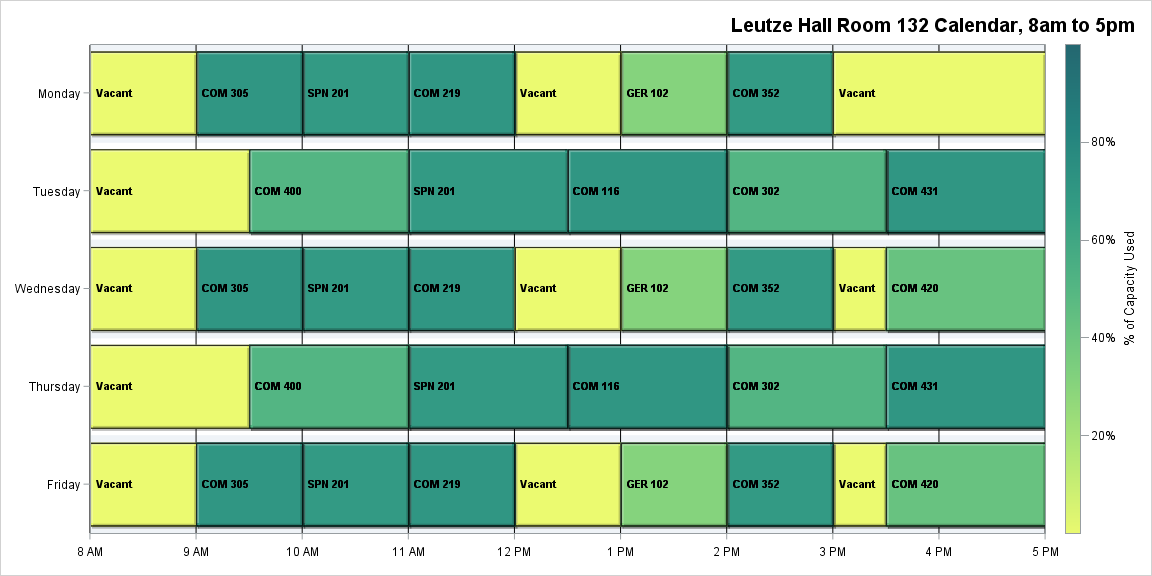 Leutze Hall Room 132 Calendar, 8am to 5pm
Monday
Vacant
COM 305
SPN 201
COM 219
Vacant
GER 102
COM 352
Vacant
Tuesday
Vacant
COM 400
SPN 201
COM 116
COM 302
COM 431
Wednesday
Vacant
COM 305
SPN 201
COM 219
Vacant
GER 102
COM 352
Vacant
COM 420
Thursday
Vacant
COM 400
SPN 201
COM 116
COM 302
COM 431
Friday
Vacant
COM 305
SPN 201
COM 219
Vacant
GER 102
COM 352
Vacant
COM 420
8 AM
9 AM
10 AM
11 AM
12 PM
1 PM
2 PM
3 PM
4 PM
5 PM
80%
60%
40%
20%
% of Capacity Used